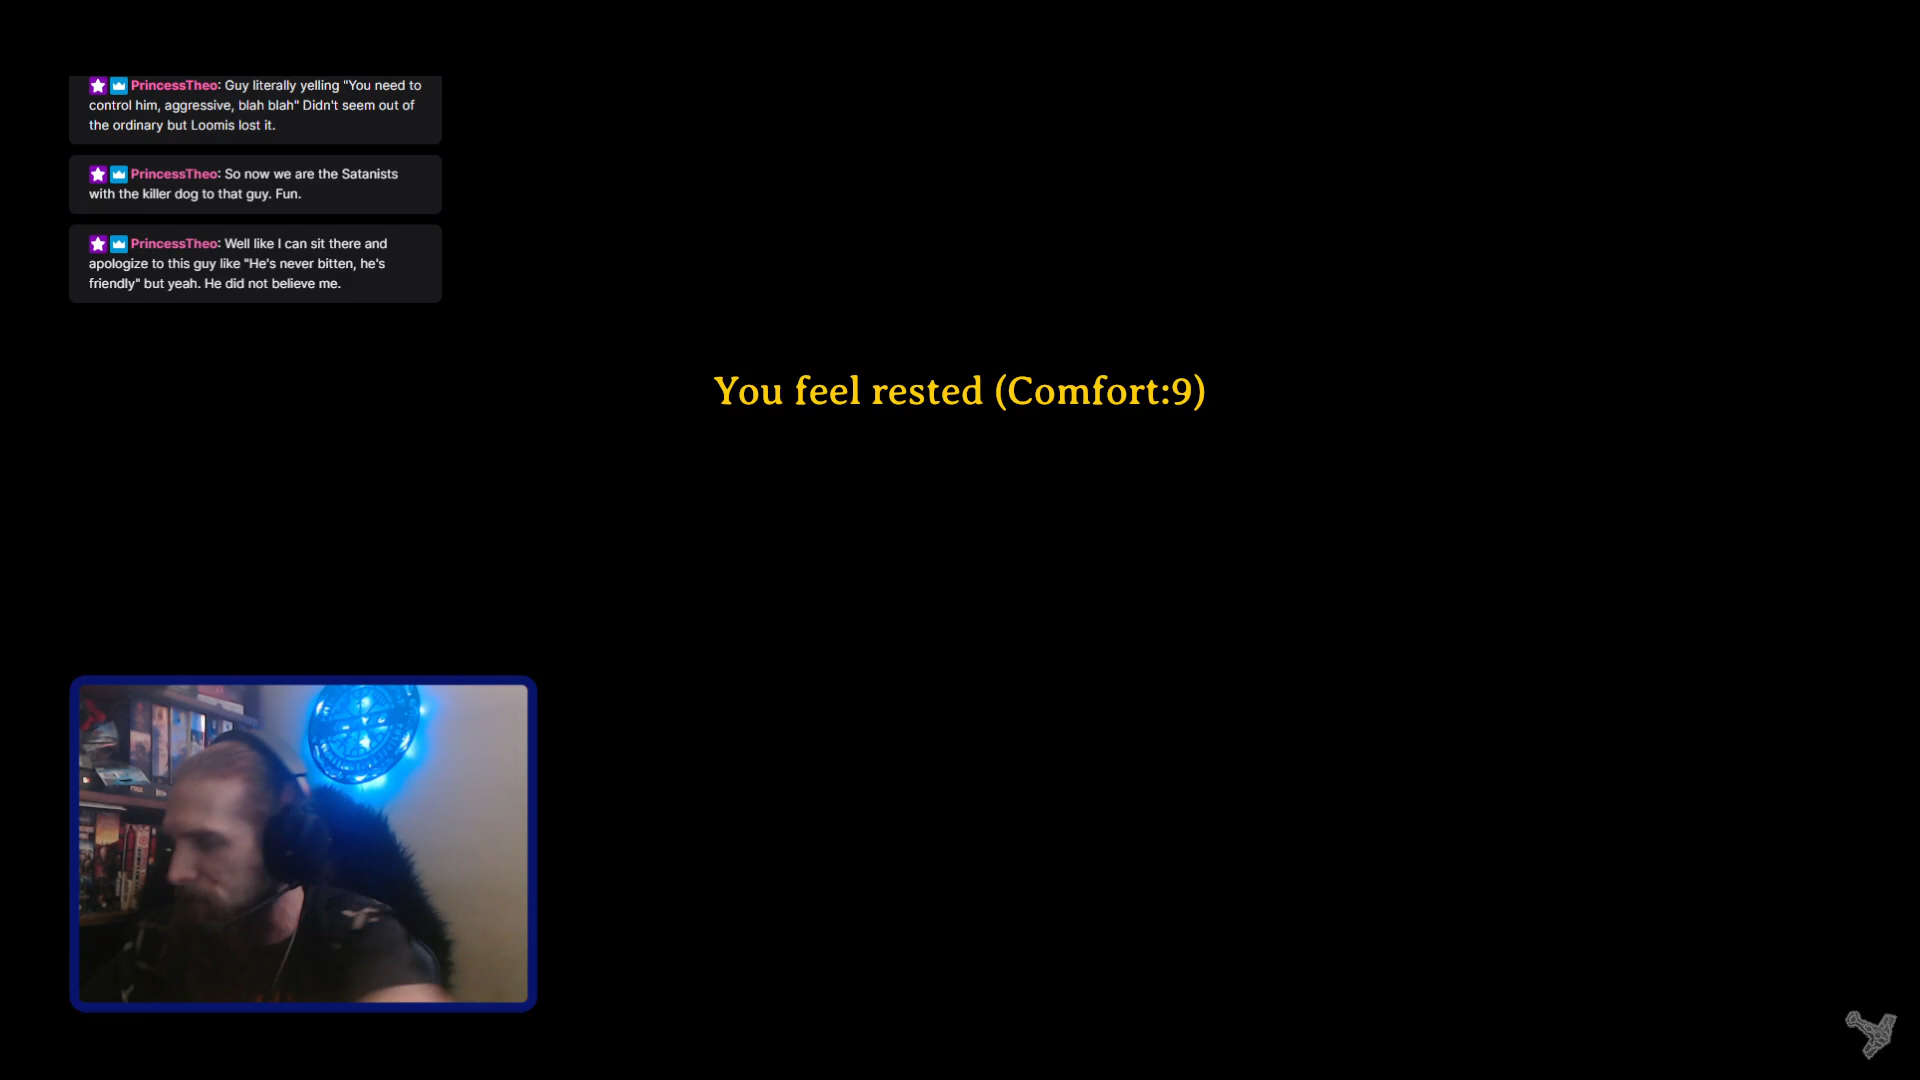 PrincessTheo: Guy literally yelling "You need to
control him, aggressive, blah blah" Didn't seem out of
the ordinary but Loomis lost it.
PrincessTheo: So now we are the Satanists
with the killer dog to that guy. Fun.
PrincessTheo: Well like I can sit there and
apologize to this guy like "He's never bitten, he's
friendly" but yeah. He did not believe me.
You feel rested (Comfort:9)